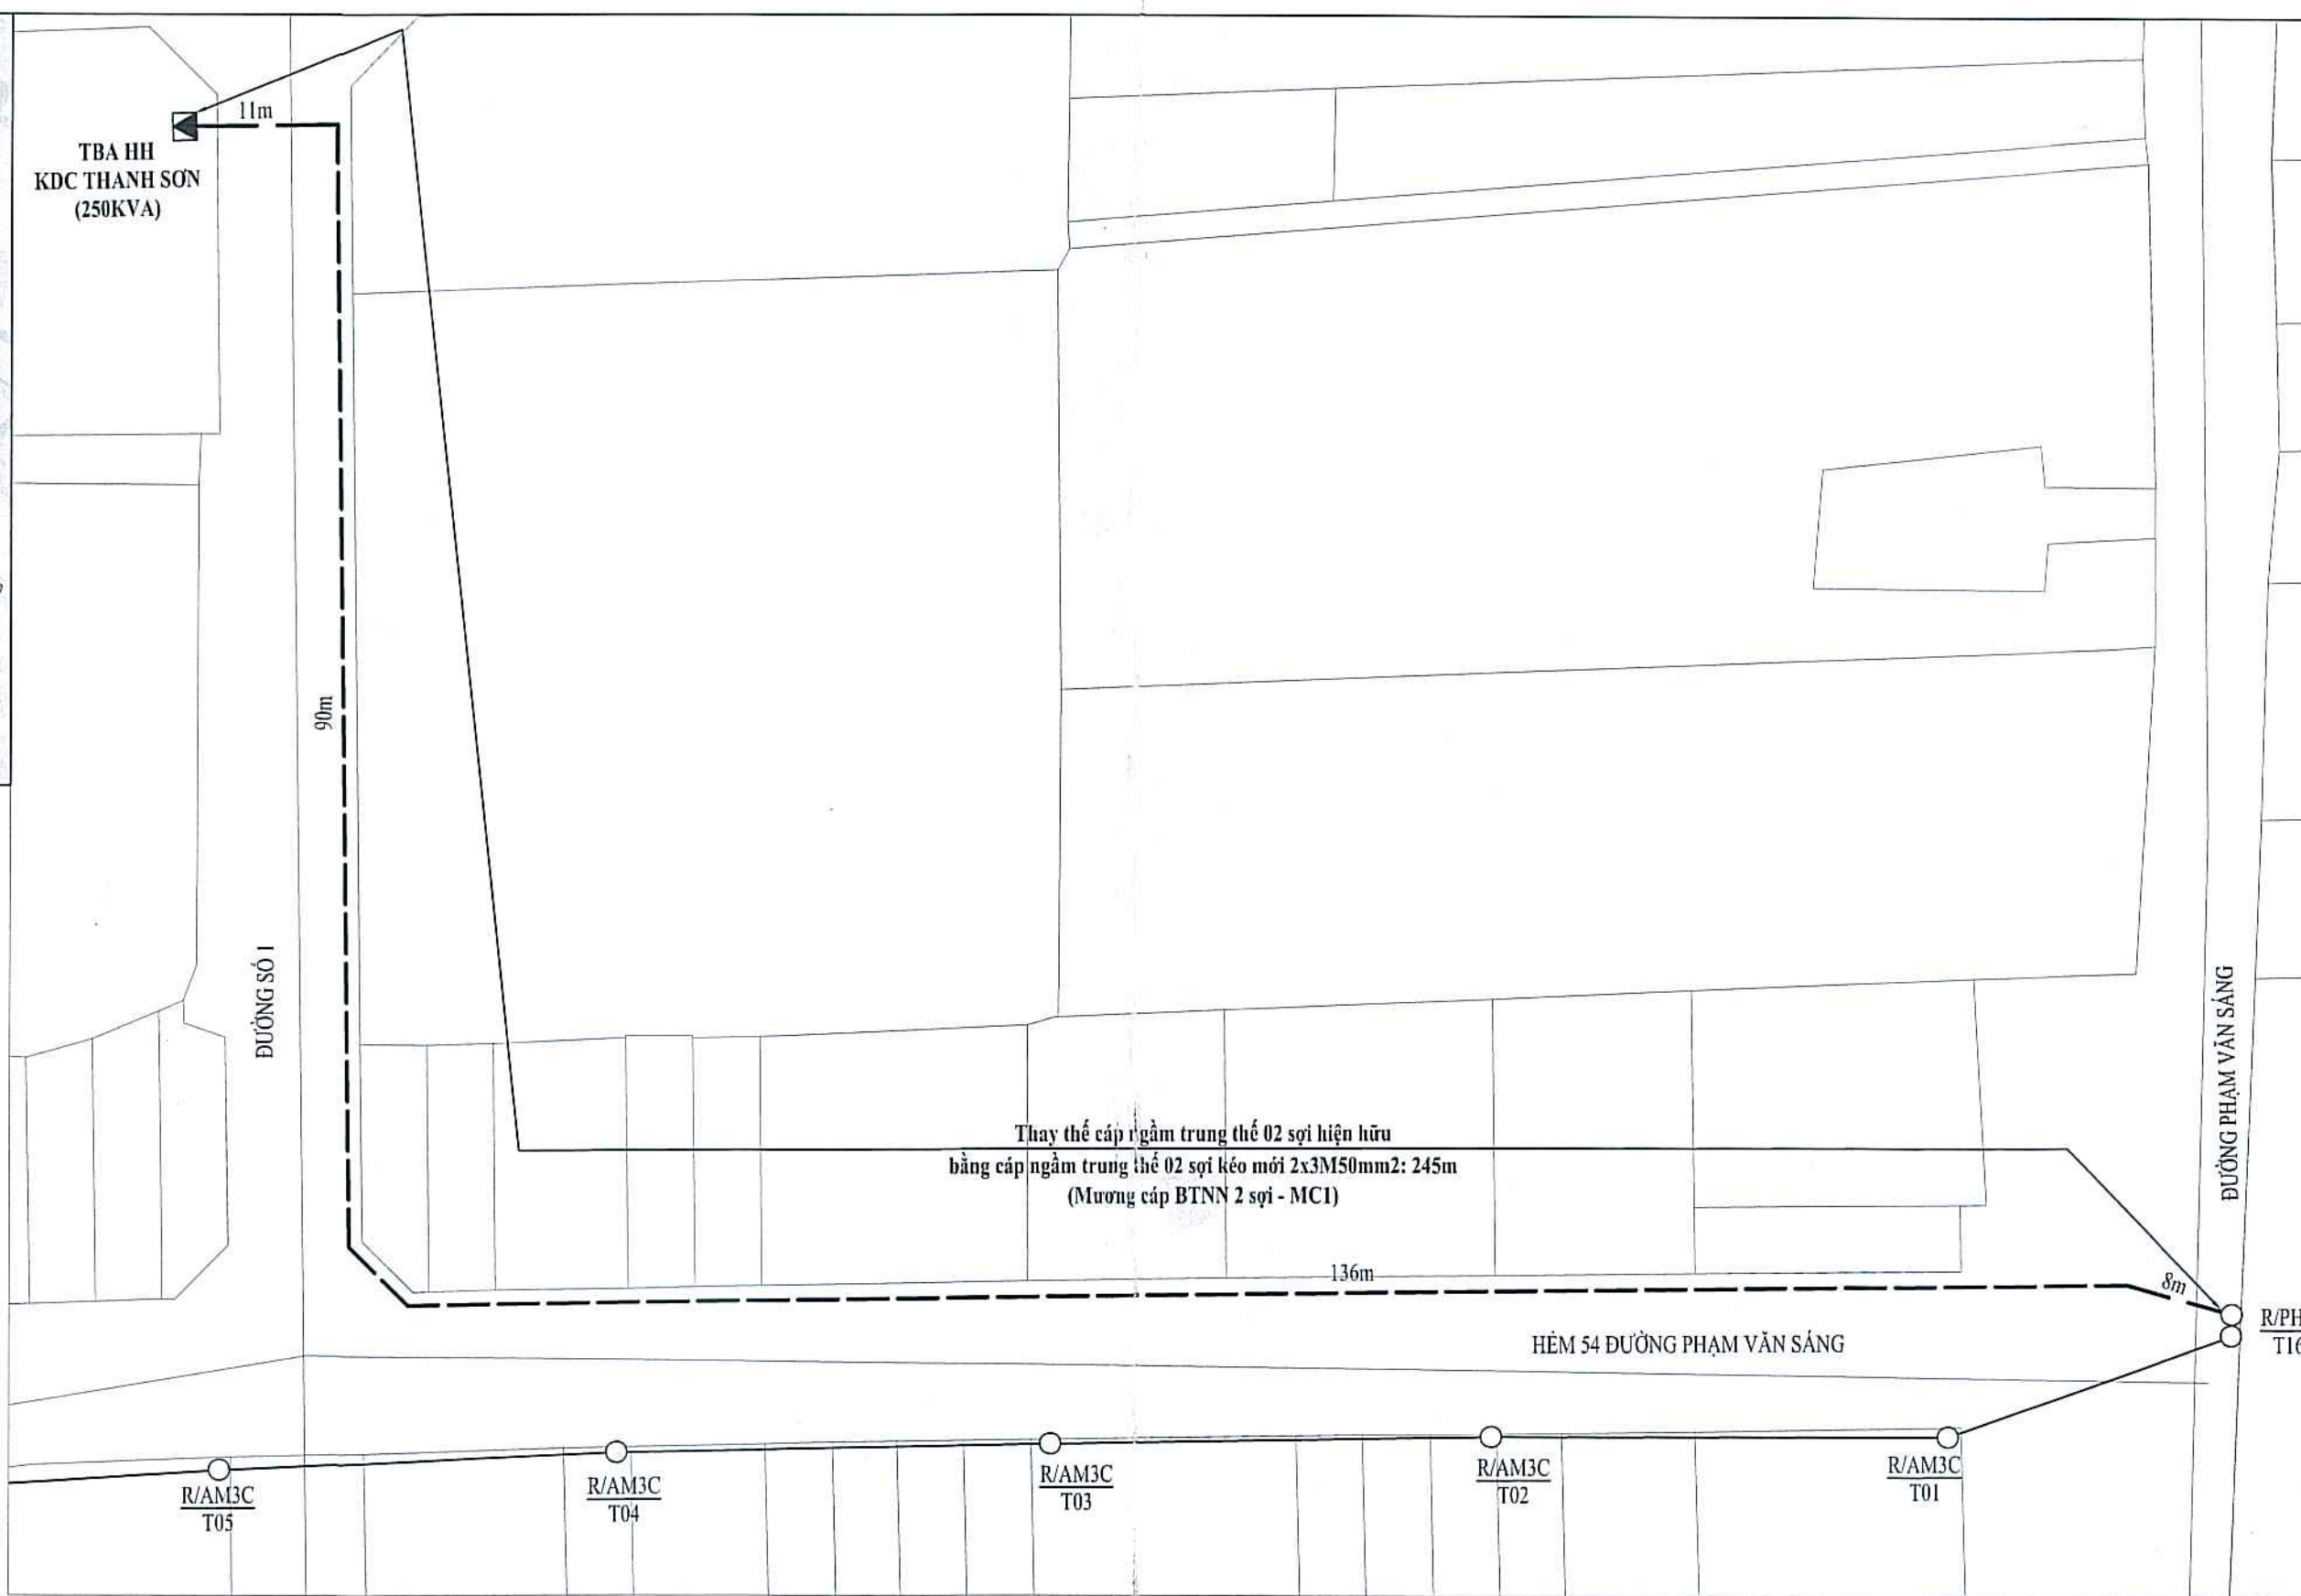 11m
TBA HH
KDC THANH SƠN
(250KVA)
90m
ĐƯỜNG SỐ 1
ĐƯỜNG PHẠM VĂN SÁNG
Thay thế cáp ngầm trung thế 02 sợi hiện hữu
bằng cáp ngầm trung thế 02 sợi kéo mới 2x3M50mm2: 245m
(Mương cáp BTNN 2 sợi - MC1)
136m
8m
R/PH
T16
HẺM 54 ĐƯỜNG PHẠM VĂN SÁNG
R/AM3C
T05
R/AM3C
T04
R/AM3C
T03
R/AM3C
T02
R/AM3C
T01